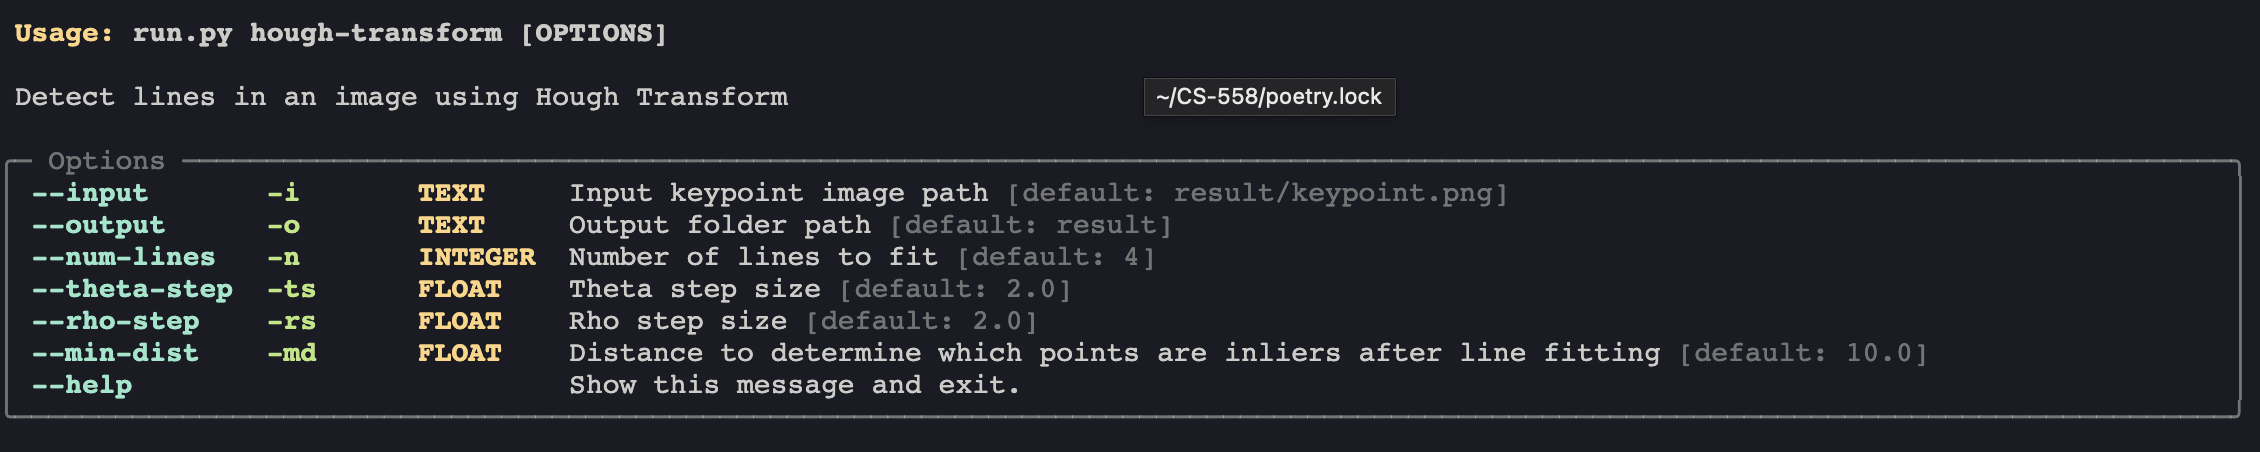 Usage: run.py hough-transform [OPTIONS]
Detect lines in an image using Hough Transform
~/CS-558/poetry.lock
Options
--input -i TEXT Input keypoint image path [default: result/keypoint.png]
--output -o TEXT Output folder path [default: result]
--num-lines -n INTEGER Number of lines to fit [default: 4]
--theta-step -ts FLOAT Theta step size [default: 2.0]
--rho-step -rs FLOAT Rho step size [default: 2.0]
--min-dist -md FLOAT Distance to determine which points are inliers after line fitting [default: 10.0]
--help Show this message and exit.